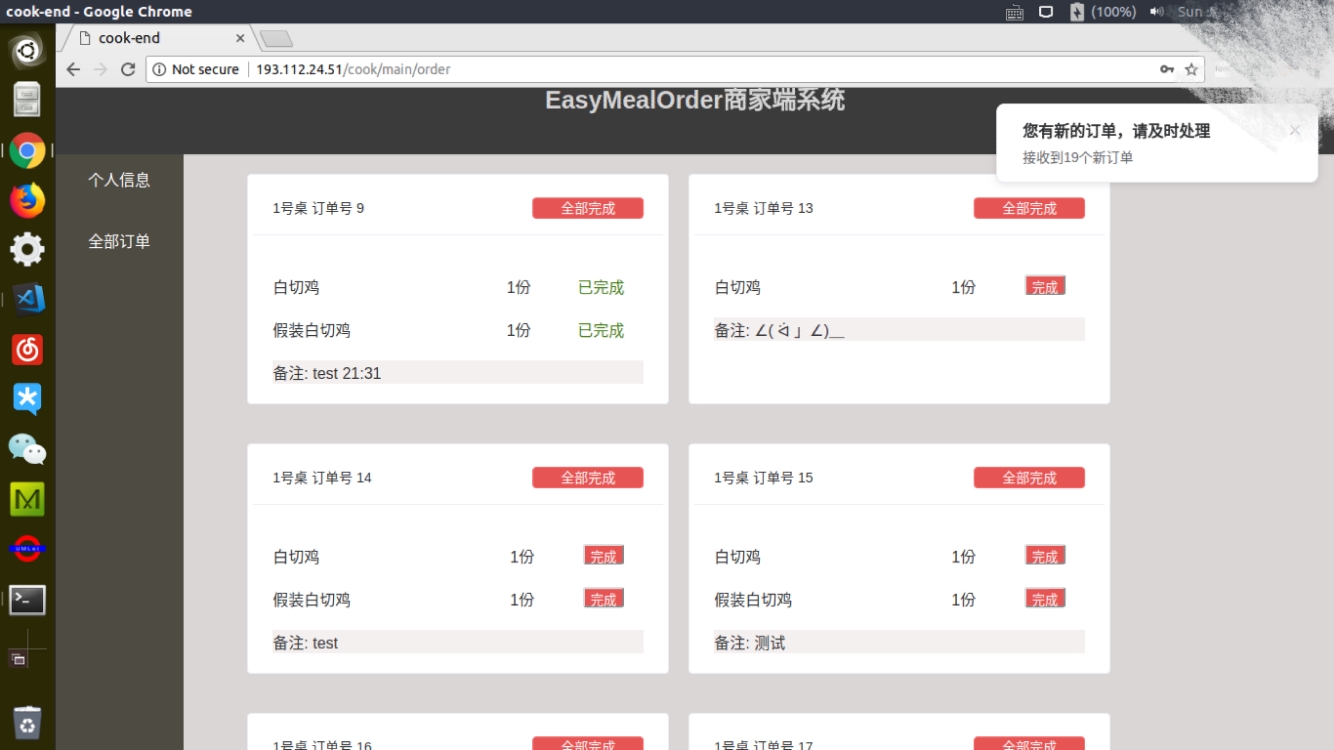 cook-end - Google Chrome
(100%)
Sun
cook-end
Not secure
193.112.24.51/cook/main/order
EasyMealOrder商家端系统
您有新的订单，请及时处理
接收到19个新订单
个人信息
全部订单
1号桌 订单号 9
全部完成
白切鸡 1份 已完成
假装白切鸡 1份 已完成
备注: test 21:31
1号桌 订单号 13
全部完成
白切鸡 1份 完成
1号桌 订单号 14
全部完成
白切鸡 1份 完成
假装白切鸡 1份 完成
备注: test
1号桌 订单号 15
全部完成
白切鸡 1份 完成
假装白切鸡 1份 完成
备注: 测试
1号桌 订单号 16
全部完成
1号桌 订单号 17
全部完成